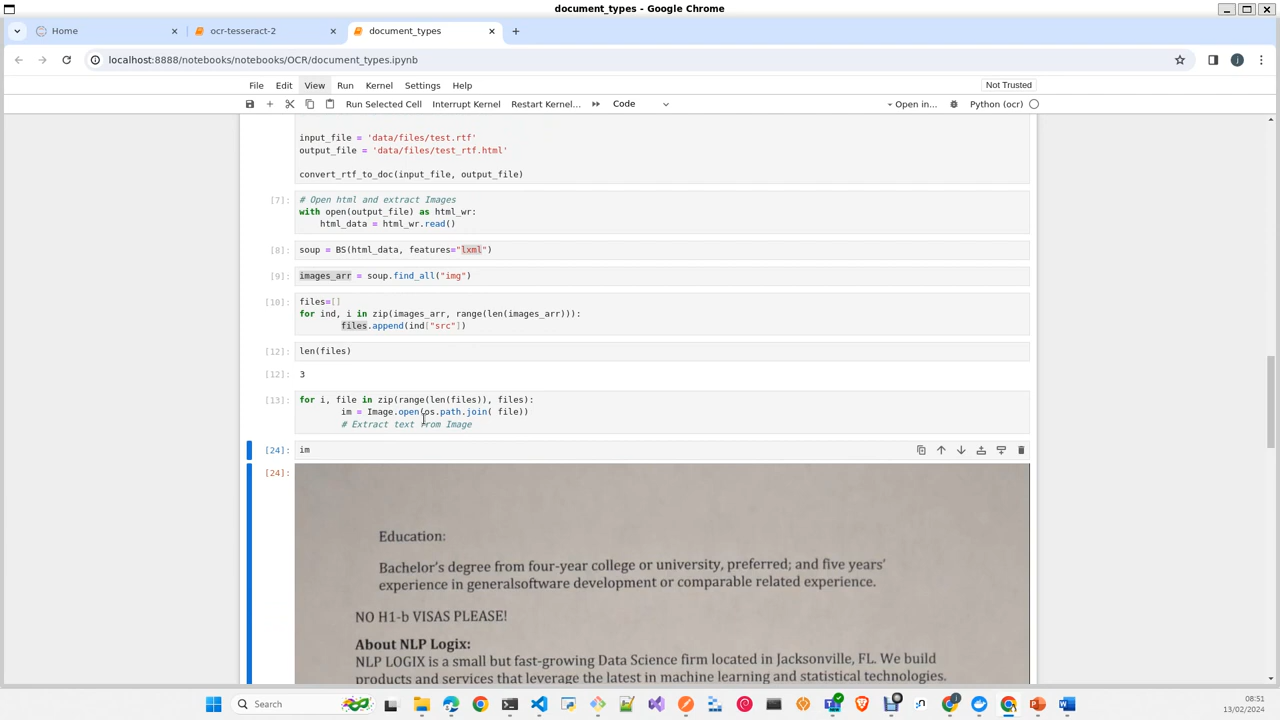 document_types - Google Chrome
Home
ocr-tesseract-2
document_types
localhost:8888/notebooks/notebooks/OCR/document_types.ipynb
File Edit View Run Kernel Settings Help
Not Trusted
Run Selected Cell Interrupt Kernel Restart Kernel… Code
Open in...
Python (ocr)
input_file = 'data/files/test.rtf'
output_file = 'data/files/test_rtf.html'
convert_rtf_to_doc(input_file, output_file)
[7]:
# Open html and extract Images
with open(output_file) as html_wr:
    html_data = html_wr.read()
[8]:
soup = BS(html_data, features="lxml")
[9]:
images_arr = soup.find_all("img")
[10]:
files=[]
for ind, i in zip(images_arr, range(len(images_arr))):
        files.append(ind["src"])
[12]:
len(files)
[12]:
3
[13]:
for i, file in zip(range(len(files)), files):
        im = Image.open(os.path.join( file))
        # Extract text from Image
[24]:
im
[24]:
Education:
Bachelor's degree from four-year college or university, preferred; and five years'
experience in generalsoftware development or comparable related experience.
NO H1-b VISAS PLEASE!
About NLP Logix:
NLP LOGIX is a small but fast-growing Data Science firm located in Jacksonville, FL. We build
products and services that leverage the latest in machine learning and statistical technologies.
Search
08:51
13/02/2024